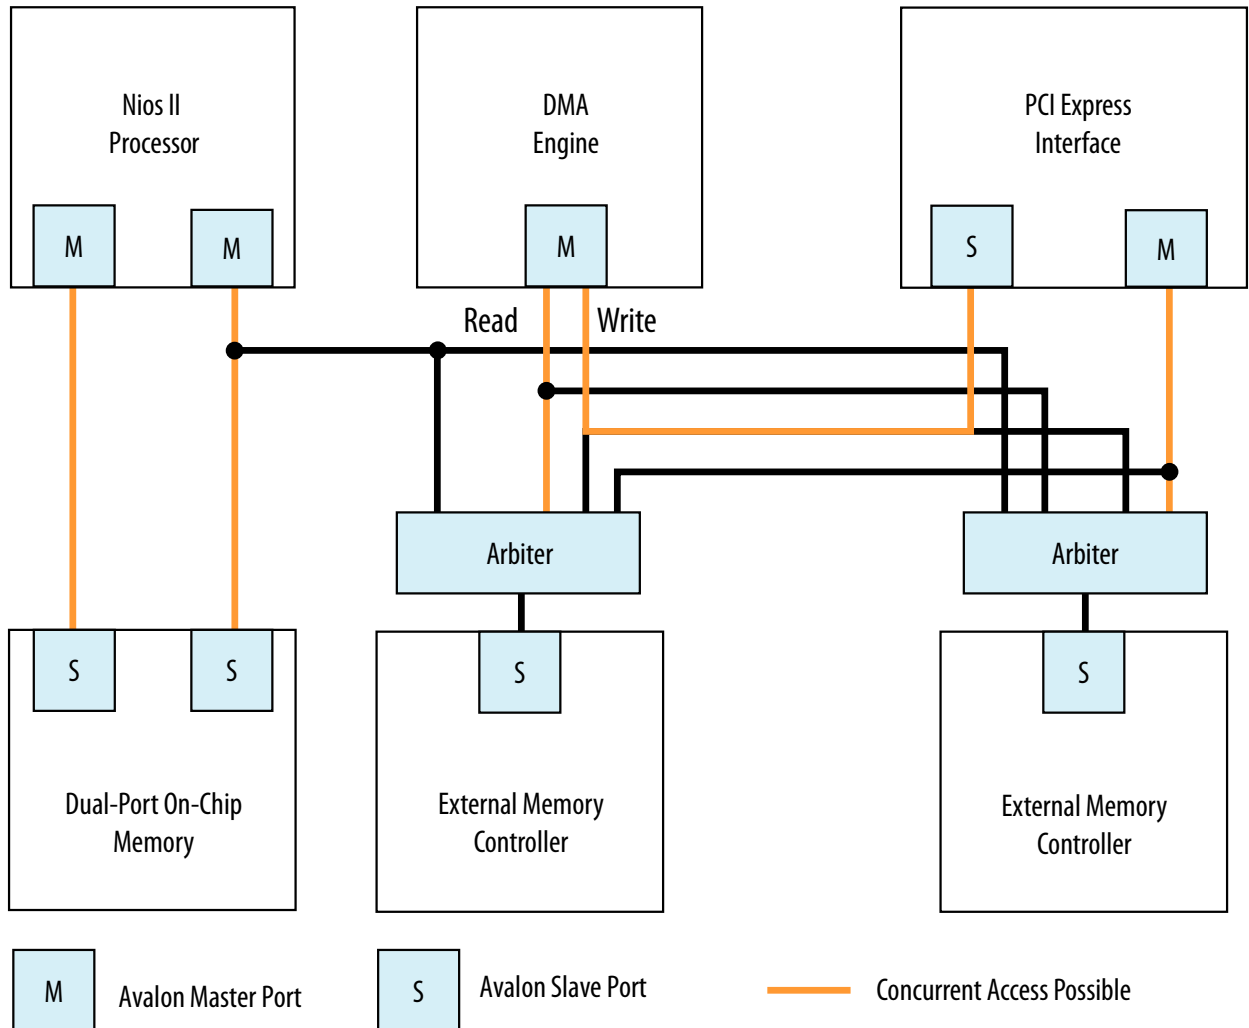 Nios II
Processor
DMA
Engine
PCI Express
Interface
M
M
M
S
M
Read
Write
Arbiter
Arbiter
S
S
S
S
Dual-Port On-Chip
Memory
External Memory
Controller
External Memory
Controller
M
Avalon Master Port
S
Avalon Slave Port
Concurrent Access Possible